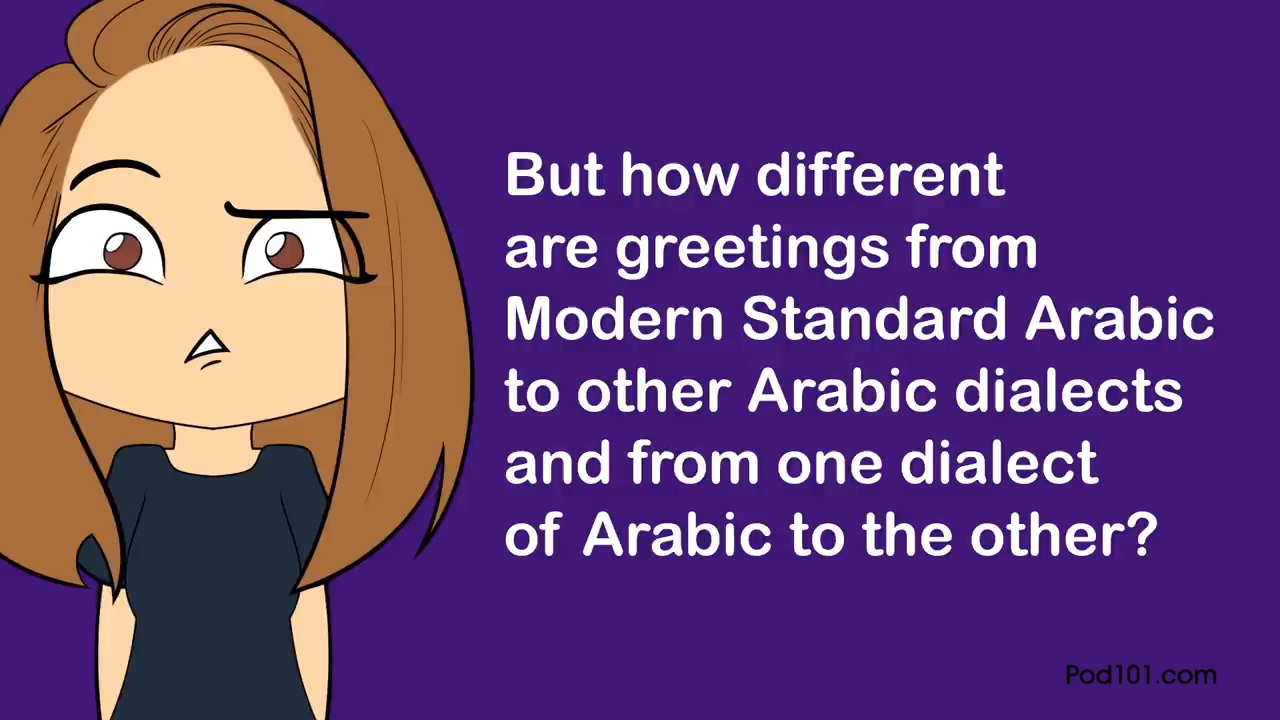 But how different
are greetings from
Modern Standard Arabic
to other Arabic dialects
and from one dialect
of Arabic to the other?
Pod101.com